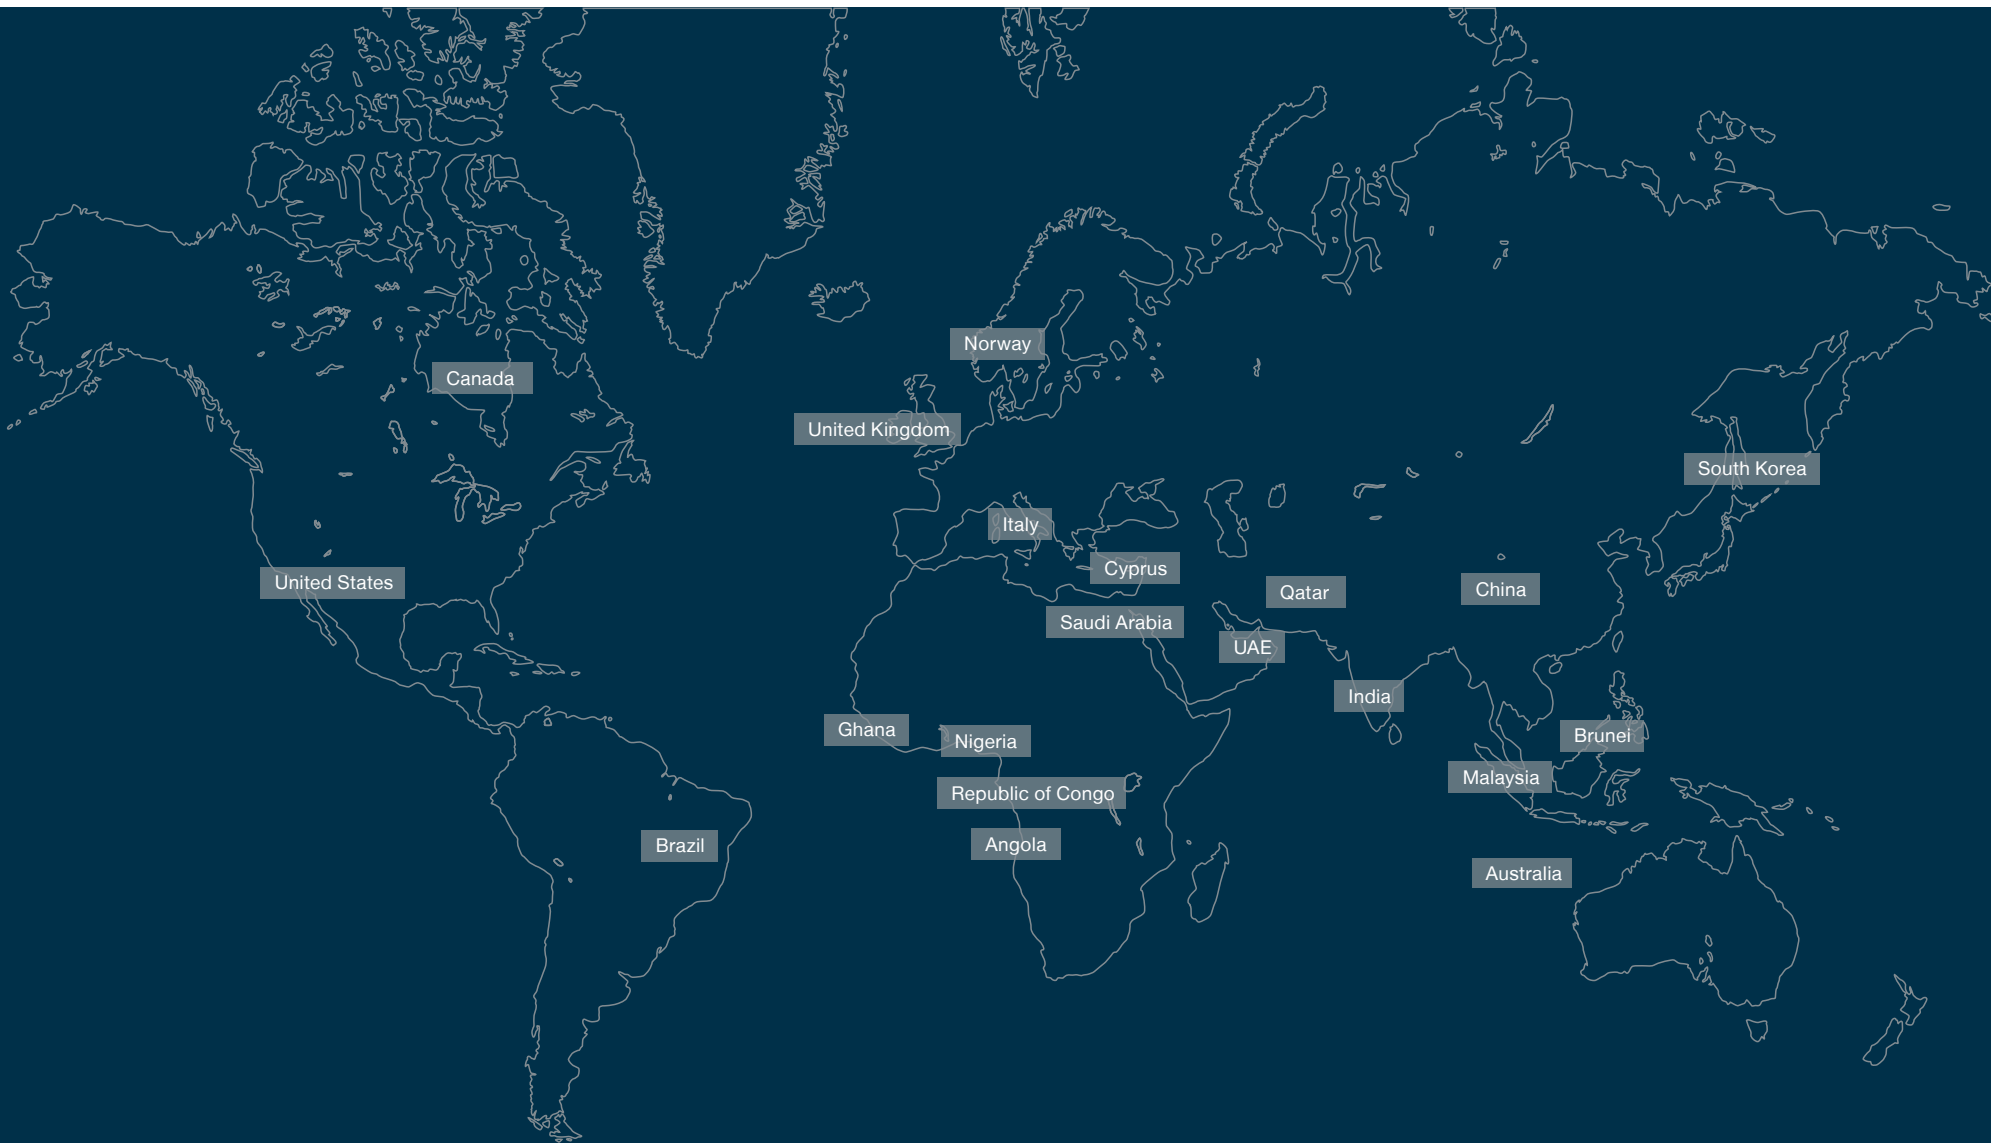 Norway
Canada
United Kingdom
South Korea
Italy
Cyprus
United States
Qatar
China
Saudi Arabia
UAE
India
Ghana
Nigeria
Brunei
Malaysia
Republic of Congo
Brazil
Angola
Australia